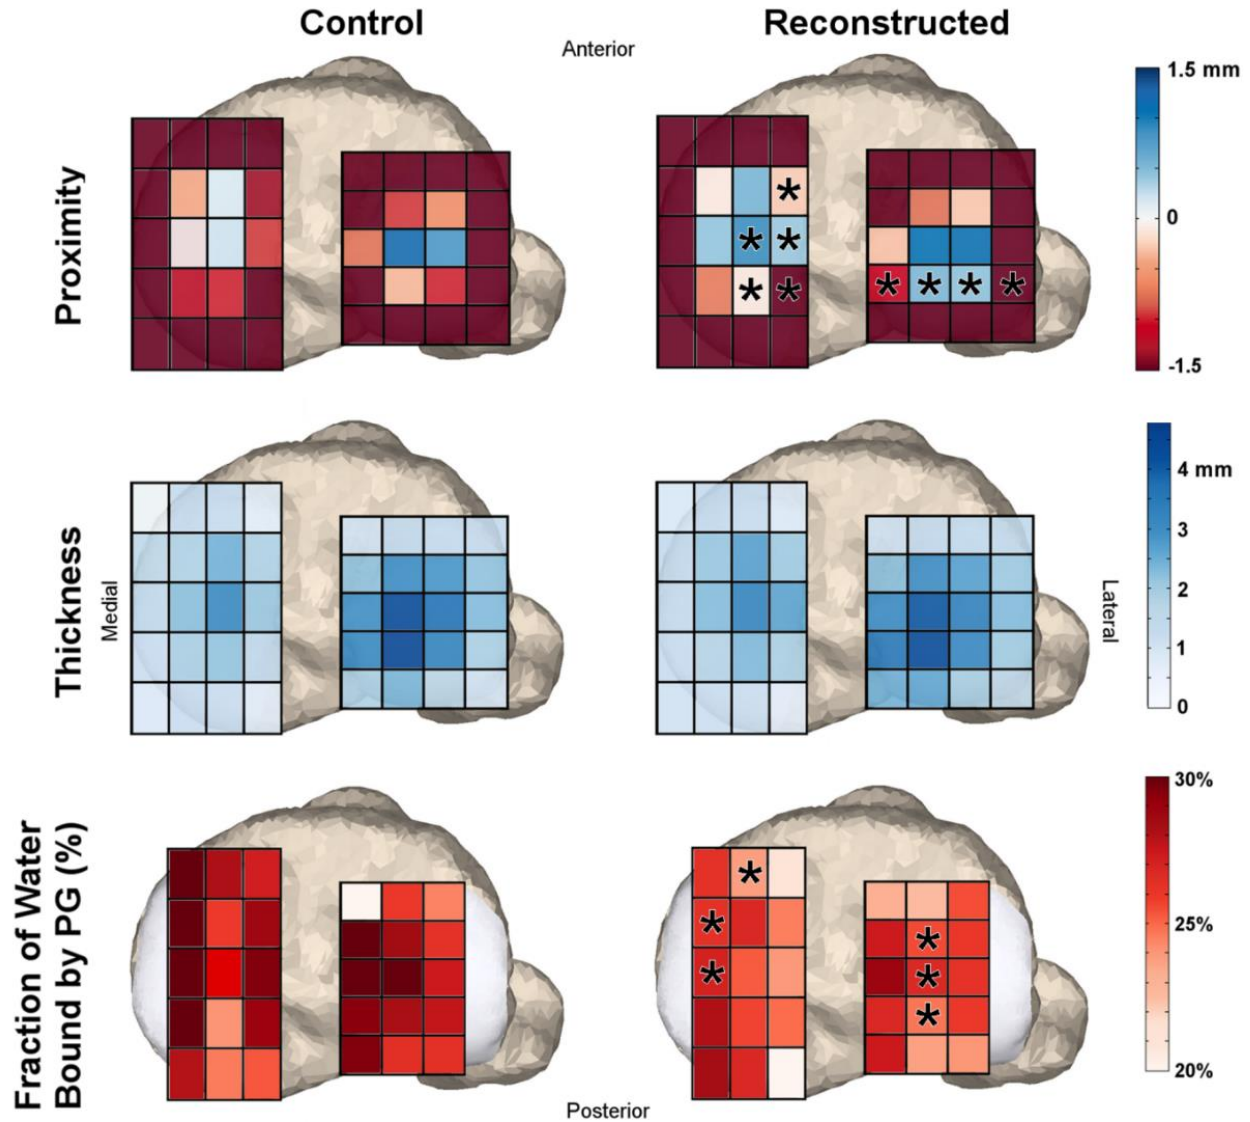 Control
Reconstructed
Anterior
Proximity
1.5 mm
0
-1.5
Thickness
Medial
Lateral
4 mm
3
2
1
0
Fraction of Water
Bound by PG (%)
* * * * * * * * *
* * * * * *
30%
25%
20%
Posterior